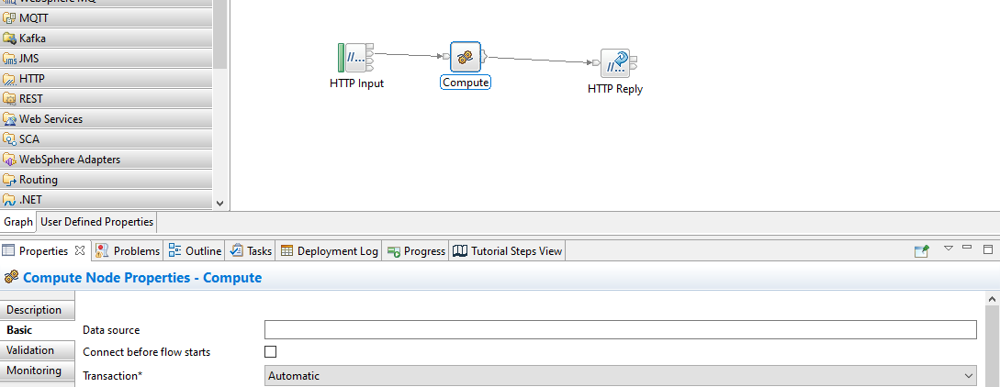 WebSphere MQ
MQTT
Kafka
JMS
HTTP
REST
Web Services
SCA
WebSphere Adapters
Routing
.NET
//...
HTTP Input
Compute
//...
HTTP Reply
Graph
User Defined Properties
Properties
Problems
Outline
Tasks
Deployment Log
Progress
Tutorial Steps View
Compute Node Properties - Compute
Description
Basic
Validation
Monitoring
Data source
Connect before flow starts
Transaction*
Automatic